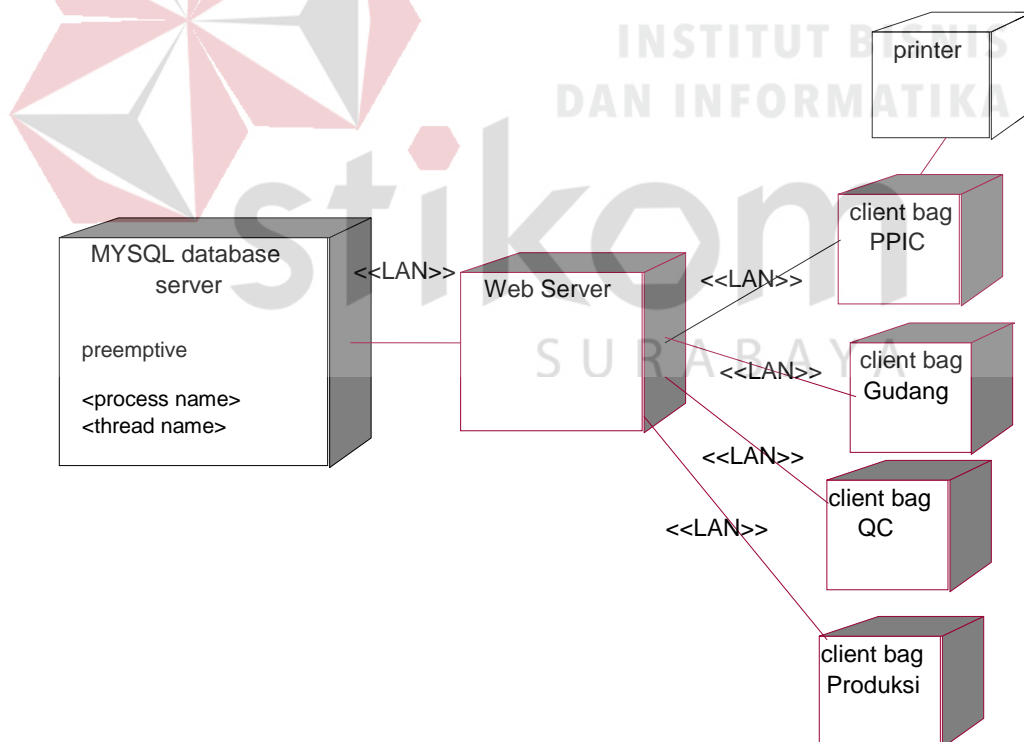 INSTITUT BISNIS
DAN INFORMATIKA
stikom
SURABAYA
printer
client bag
PPIC
MYSQL database
server
preemptive
<process name>
<thread name>
<<LAN>>
Web Server
<<LAN>>
<<LAN>>
client bag
Gudang
<<LAN>>
client bag
QC
<<LAN>>
client bag
Produksi